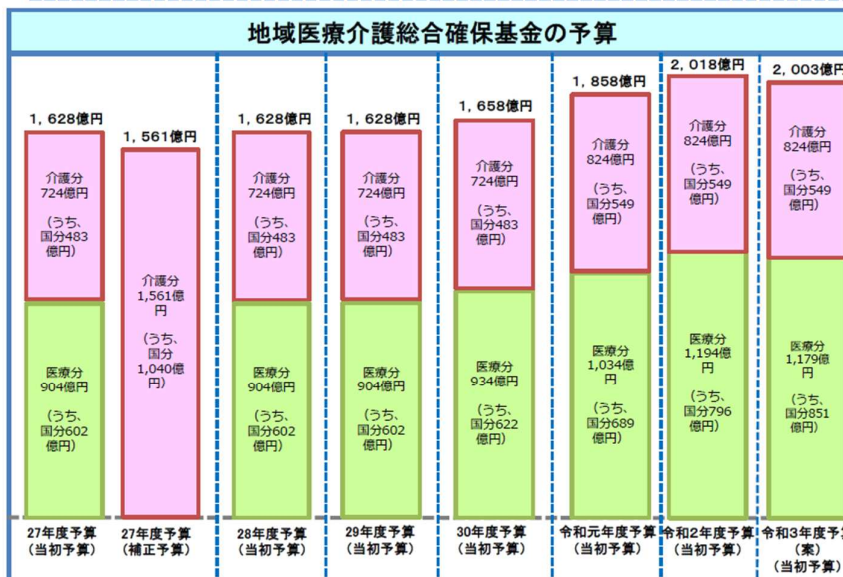 地域医療介護総合確保基金の予算
1,628億円
介護分
724億円
(うち、
国分483
億円)
医療分
904億円
(うち、
国分602
億円)
27年度予算
(当初予算)
1,561億円
介護分
1,561億
円
(うち、
国分
1,040億
円)
27年度予算
(補正予算)
1,628億円
介護分
724億円
(うち、
国分483
億円)
医療分
904億円
(うち、
国分602
億円)
28年度予算
(当初予算)
1,628億円
介護分
724億円
(うち、
国分483
億円)
医療分
904億円
(うち、
国分602
億円)
29年度予算
(当初予算)
1,658億円
介護分
724億円
(うち、
国分483
億円)
医療分
934億円
(うち、
国分622
億円)
30年度予算
(当初予算)
1,858億円
介護分
824億円
(うち、
国分549
億円)
医療分
1,034億
円
(うち、
国分689
億円)
令和元年度予算
(当初予算)
2,018億円
介護分
824億円
(うち、
国分549
億円)
医療分
1,194億
円
(うち、
国分796
億円)
令和2年度予算
(当初予算)
2,003億円
介護分
824億円
(うち、
国分549
億円)
医療分
1,179億
円
(うち、
国分851
億円)
令和3年度予
(案)
(当初予算)